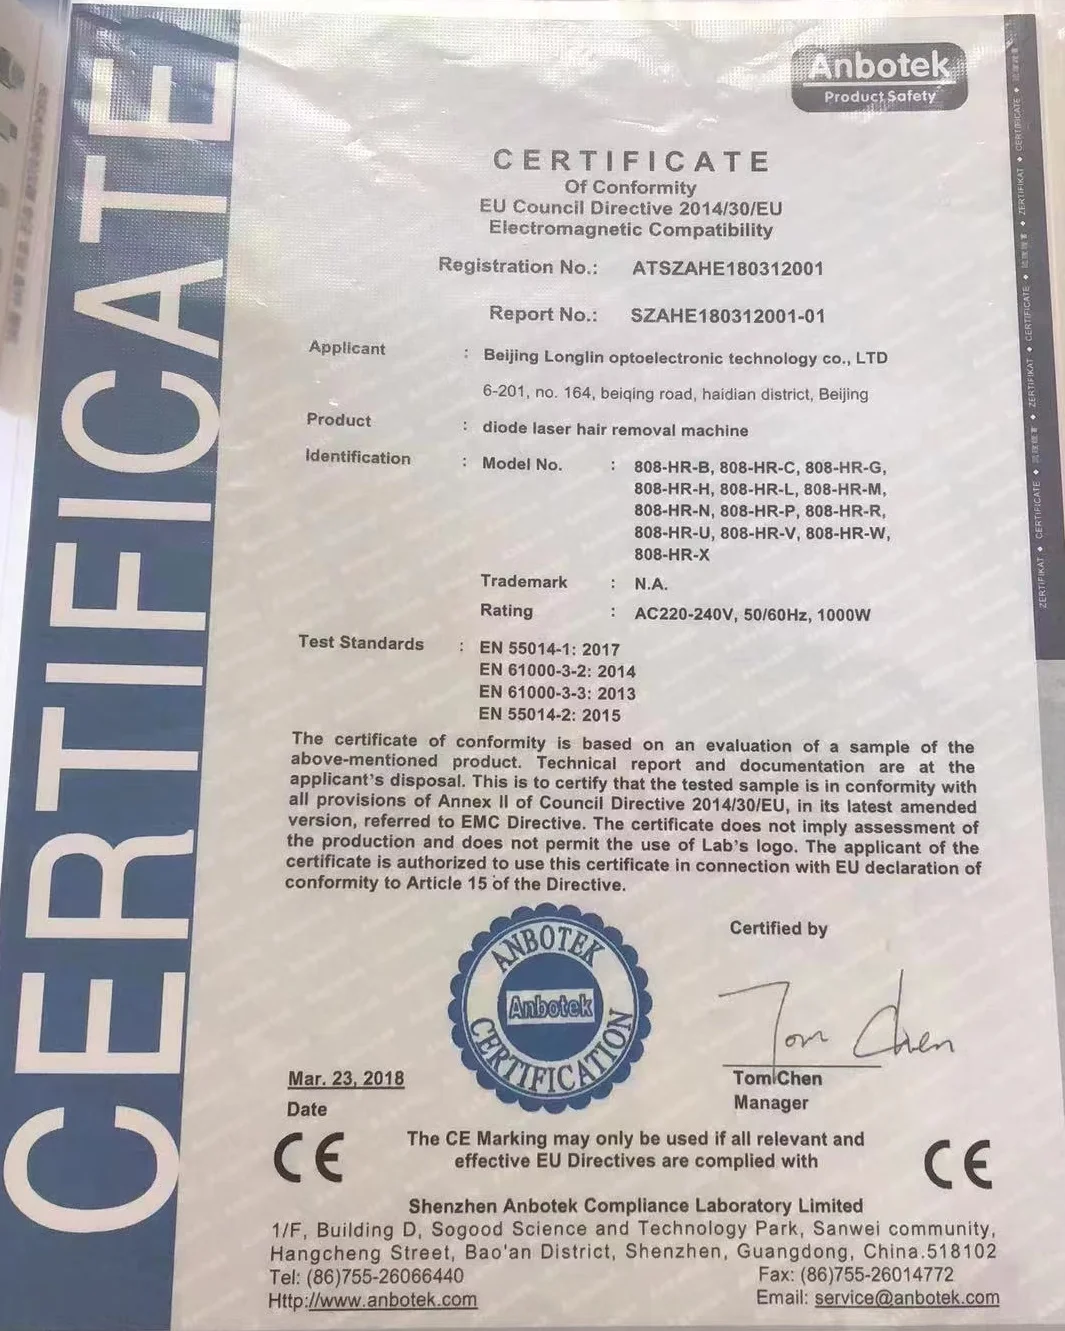 CERTIFICATE
Anbotek
Product Safety
CERTIFICATE
Of Conformity
EU Council Directive 2014/30/EU
Electromagnetic Compatibility
Registration No.: ATSZAHE180312001
Report No.: SZAHE180312001-01
Applicant : Beijing Longlin optoelectronic technology co., LTD
6-201, no. 164, beiqing road, haidian district, Beijing
Product : diode laser hair removal machine
Identification : Model No. : 808-HR-B, 808-HR-C, 808-HR-G,
808-HR-H, 808-HR-L, 808-HR-M,
808-HR-N, 808-HR-P, 808-HR-R,
808-HR-U, 808-HR-V, 808-HR-W,
808-HR-X
Trademark : N.A.
Rating : AC220-240V, 50/60Hz, 1000W
Test Standards : EN 55014-1: 2017
EN 61000-3-2: 2014
EN 61000-3-3: 2013
EN 55014-2: 2015
The certificate of conformity is based on an evaluation of a sample of the
above-mentioned product. Technical report and documentation are at the
applicant's disposal. This is to certify that the tested sample is in conformity with
all provisions of Annex II of Council Directive 2014/30/EU, in its latest amended
version, referred to EMC Directive. The certificate does not imply assessment of
the production and does not permit the use of Lab's logo. The applicant of the
certificate is authorized to use this certificate in connection with EU declaration of
conformity to Article 15 of the Directive.
ANBOTEK
Anbotek
CERTIFICATION
Certified by
Tom Chen
Mar. 23, 2018
Date
Tom Chen
Manager
CE
The CE Marking may only be used if all relevant and
effective EU Directives are complied with
CE
Shenzhen Anbotek Compliance Laboratory Limited
1/F, Building D, Sogood Science and Technology Park, Sanwei community,
Hangcheng Street, Bao'an District, Shenzhen, Guangdong, China.518102
Tel: (86)755-26066440 Fax: (86)755-26014772
Http://www.anbotek.com Email: service@anbotek.com
ZERTIFIKAT ◆ CERTIFICATE ◆ ◆ ZERTIFIKAT ◆ CERTIFICATE ◆ ◆ ZERTIFIKAT ◆ CERTIFICATE ◆